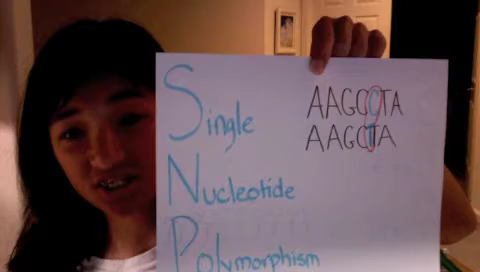 Single
Nucleotide
Polymorphism
AAGCCTA
AAGCTTA